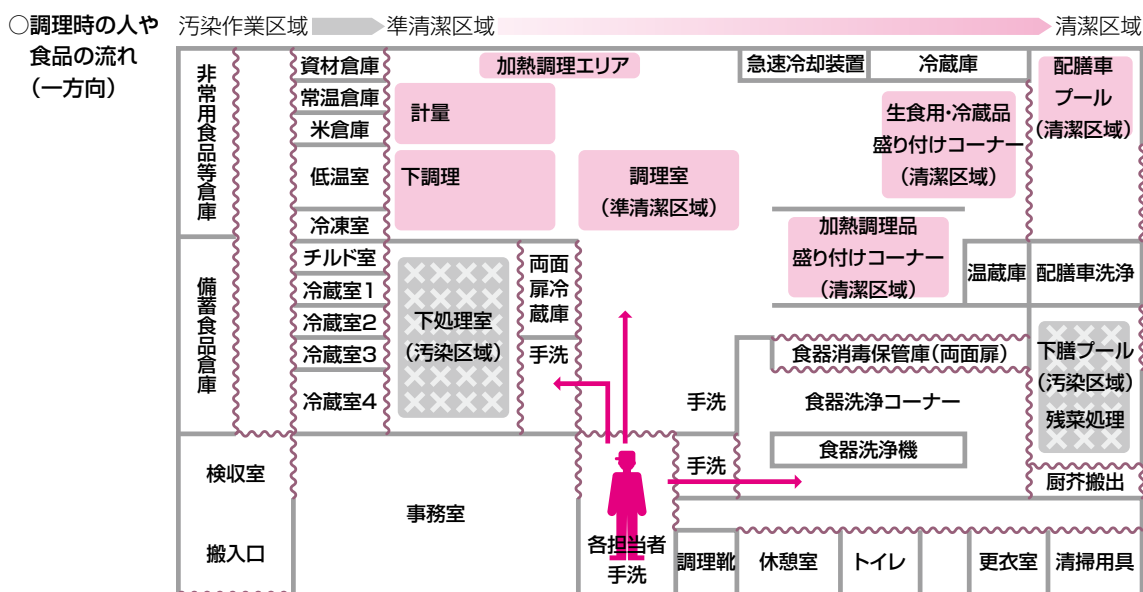 ○調理時の人や
食品の流れ
（一方向）
汚染作業区域
準清潔区域
清潔区域
非常用食品等倉庫
備蓄食品倉庫
資材倉庫
常温倉庫
米倉庫
低温室
冷凍室
チルド室
冷蔵室1
冷蔵室2
冷蔵室3
冷蔵室4
加熱調理エリア
計量
下調理
調理室
（準清潔区域）
急速冷却装置
冷蔵庫
生食用・冷蔵品
盛り付けコーナー
（清潔区域）
配膳車
プール
（清潔区域）
加熱調理品
盛り付けコーナー
（清潔区域）
温蔵庫
配膳車洗浄
下処理室
（汚染区域）
両面
扉冷
蔵庫
手洗
食器消毒保管庫（両面扉）
下膳プール
（汚染区域）
残菜処理
手洗
食器洗浄コーナー
食器洗浄機
手洗
厨芥搬出
検収室
搬入口
事務室
各担当者
手洗
調理靴
休憩室
トイレ
更衣室
清掃用具